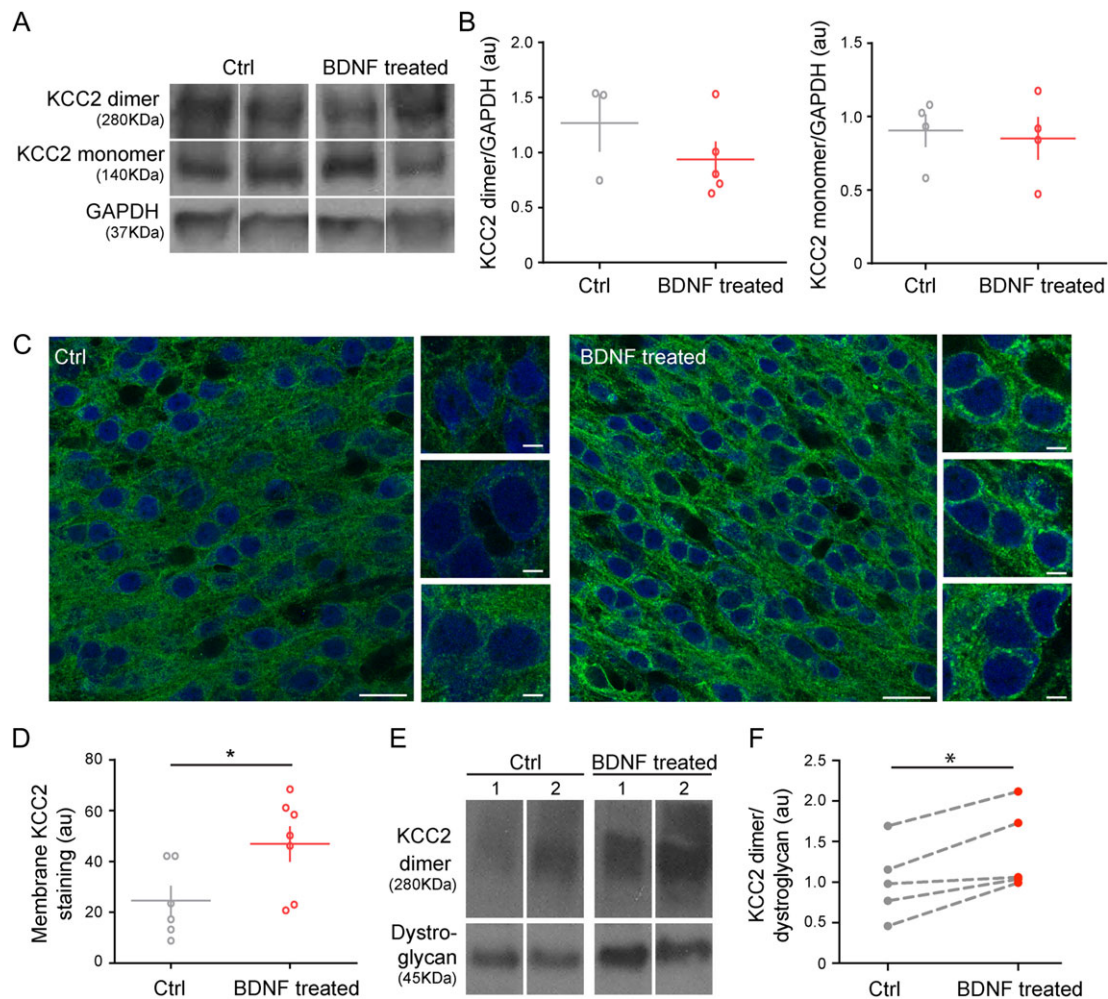 A
Ctrl
BDNF treated
KCC2 dimer
(280KDa)
KCC2 monomer
(140KDa)
GAPDH
(37KDa)
B
KCC2 dimer/GAPDH (au)
2.0
1.5
1.0
0.5
0
Ctrl
BDNF treated
KCC2 monomer/GAPDH (au)
1.5
1.0
0.5
0
Ctrl
BDNF treated
C
Ctrl
BDNF treated
D
Membrane KCC2
staining (au)
80
60
40
20
0
*
Ctrl
BDNF treated
E
Ctrl
BDNF treated
1 2 1 2
KCC2
dimer
(280KDa)
Dystro-
glycan
(45KDa)
F
KCC2 dimer/
dystroglycan (au)
2.5
2.0
1.5
1.0
0.5
0
*
Ctrl
BDNF treated